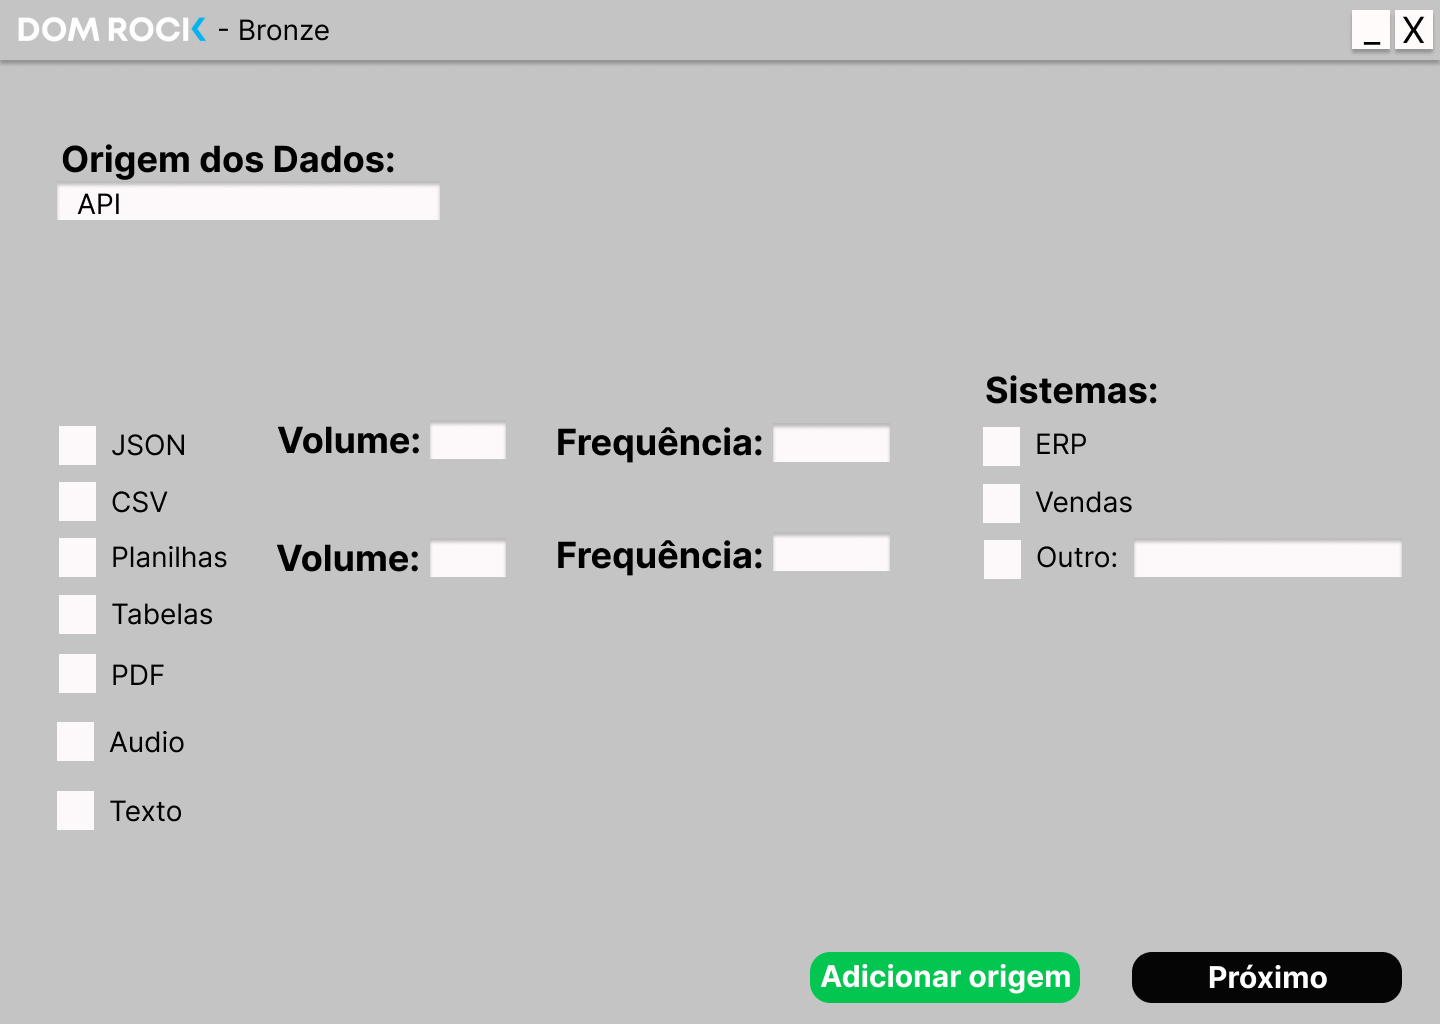 DOM ROCK - Bronze
_ X
Origem dos Dados:
API
Sistemas:
JSON Volume: Frequência: ERP
CSV Vendas
Planilhas Volume: Frequência: Outro:
Tabelas
PDF
Audio
Texto
Adicionar origem Próximo